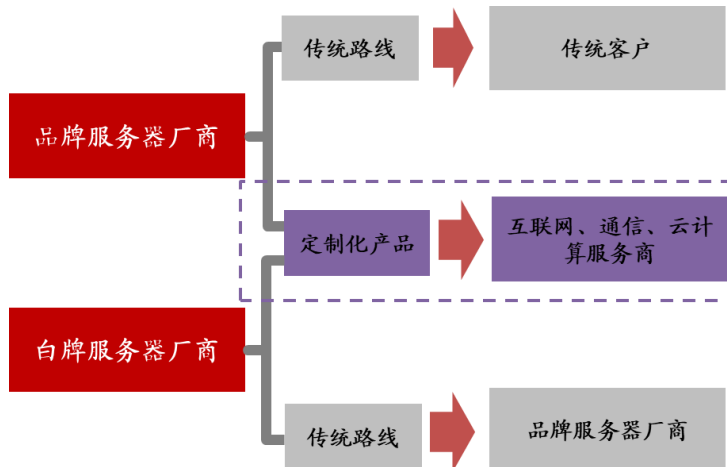 传统路线
传统客户
品牌服务器厂商
定制化产品
互联网、通信、云计
算服务商
白牌服务器厂商
传统路线
品牌服务器厂商